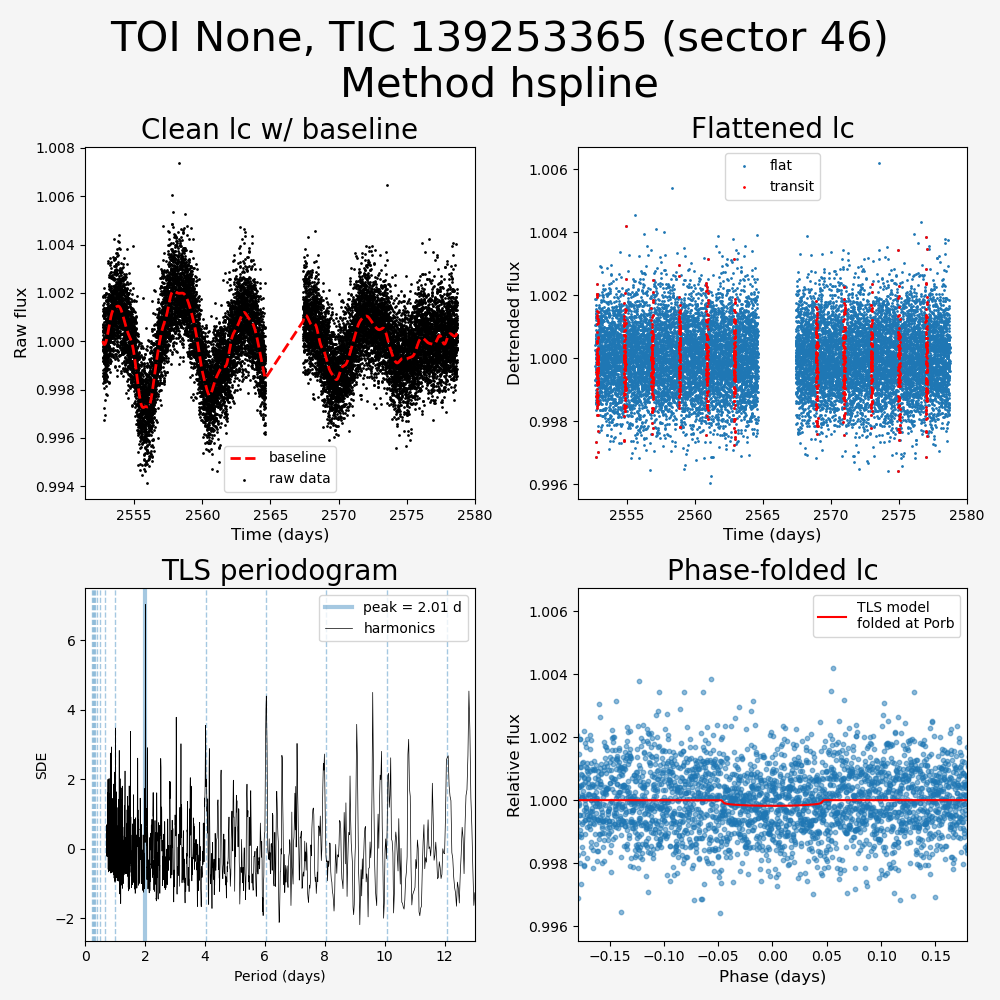 TOI None, TIC 139253365 (sector 46)
Method hspline
Clean lc w/ baseline
Raw flux
1.008
1.006
1.004
1.002
1.000
0.998
0.996
0.994
baseline
raw data
2555
2560
2565
2570
2575
2580
Time (days)
Flattened lc
Detrended flux
1.006
1.004
1.002
1.000
0.998
0.996
flat
transit
2555
2560
2565
2570
2575
2580
Time (days)
TLS periodogram
SDE
6
4
2
0
−2
peak = 2.01 d
harmonics
0
2
4
6
8
10
12
Period (days)
Phase-folded lc
Relative flux
1.006
1.004
1.002
1.000
0.998
0.996
TLS model
folded at Porb
−0.15
−0.10
−0.05
0.00
0.05
0.10
0.15
Phase (days)